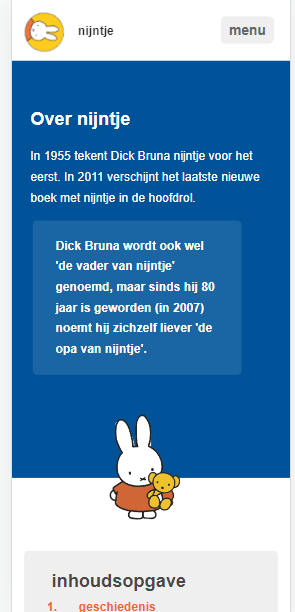 nijntje
menu
Over nijntje
In 1955 tekent Dick Bruna nijntje voor het
eerst. In 2011 verschijnt het laatste nieuwe
boek met nijntje in de hoofdrol.
Dick Bruna wordt ook wel
'de vader van nijntje'
genoemd, maar sinds hij 80
jaar is geworden (in 2007)
noemt hij zichzelf liever 'de
opa van nijntje'.
inhoudsopgave
1. geschiedenis